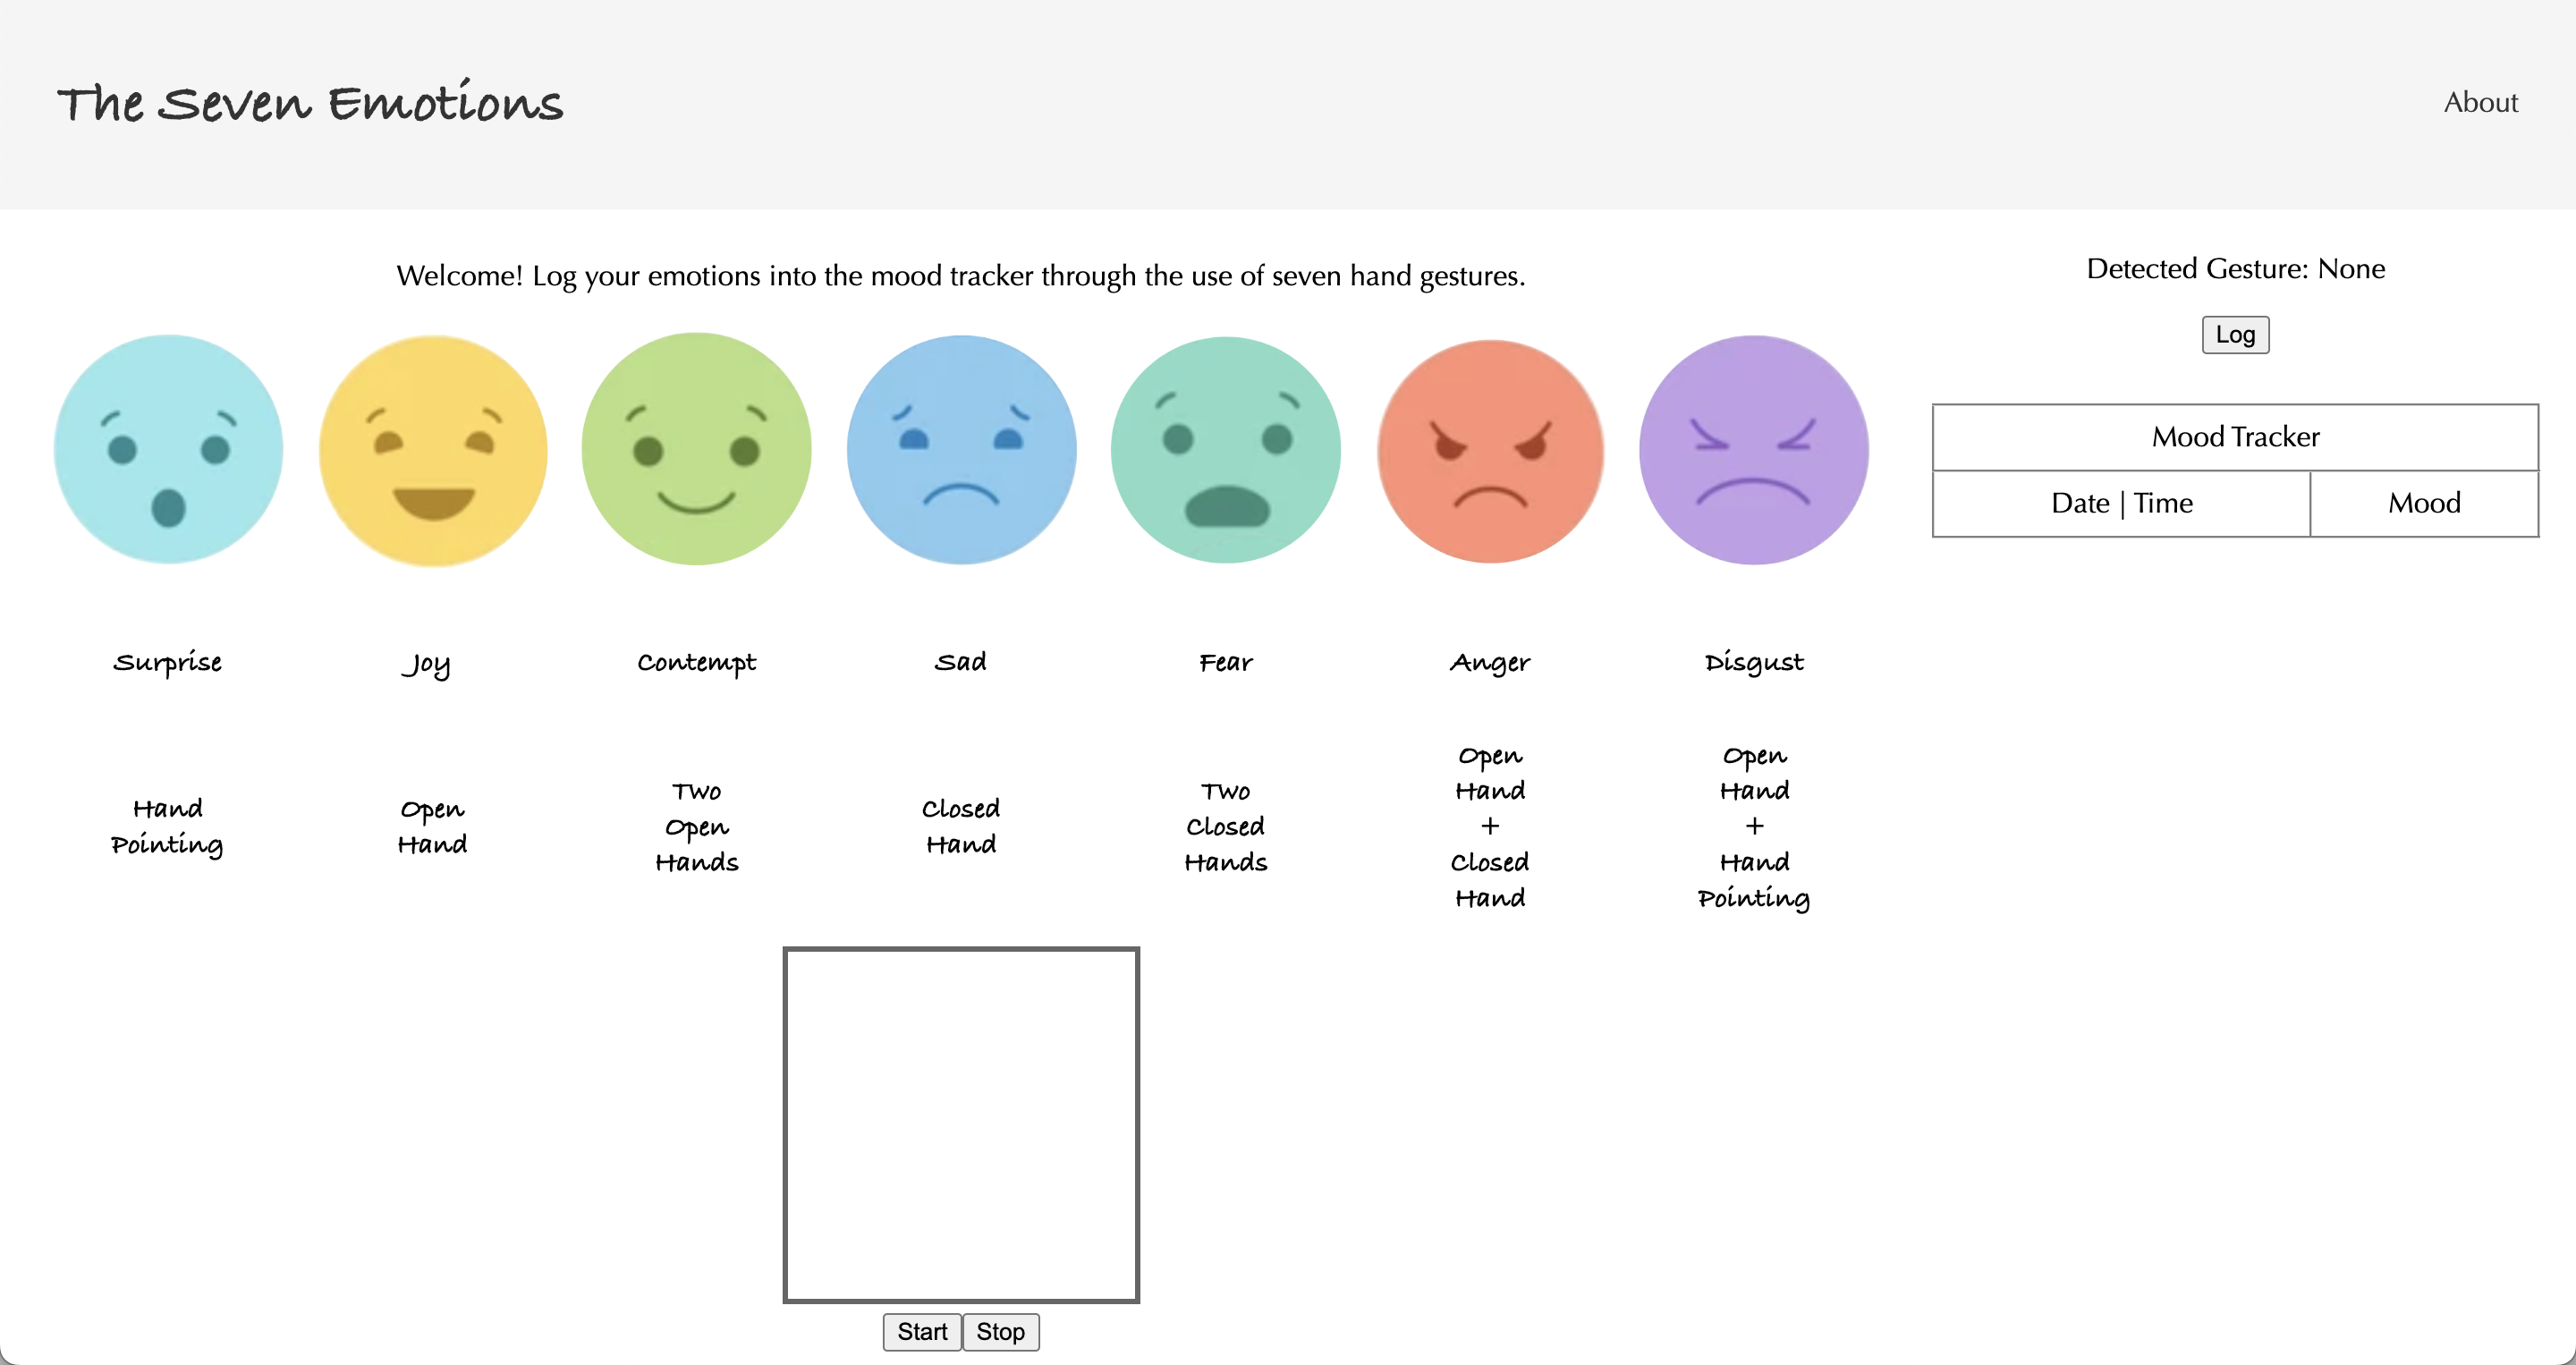 The Seven Emotions
About
Welcome! Log your emotions into the mood tracker through the use of seven hand gestures.
Surprise
Joy
Contempt
Sad
Fear
Anger
Disgust
Hand
Pointing
Open
Hand
Two
Open
Hands
Closed
Hand
Two
Closed
Hands
Open
Hand
+
Closed
Hand
Open
Hand
+
Hand
Pointing
Start
Stop
Detected Gesture: None
Log
Mood Tracker
Date | Time
Mood